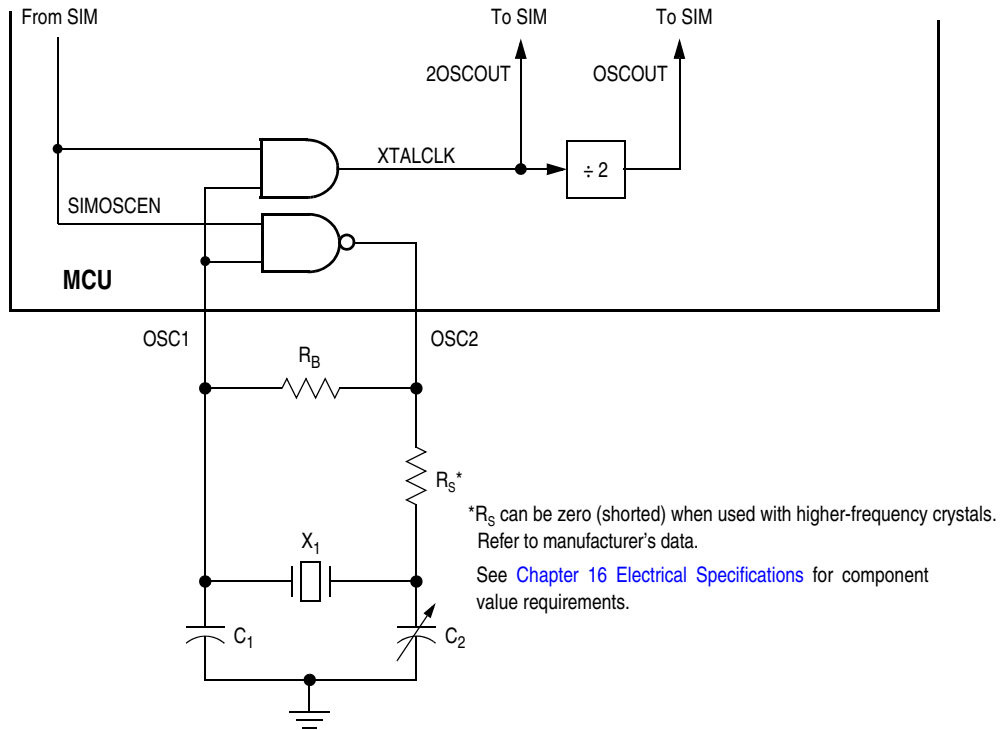 From SIM
To SIM
To SIM
2OSCOUT
OSCOUT
XTALCLK
÷ 2
SIMOSCEN
MCU
OSC1
OSC2
R_B
R_S*
*R_S can be zero (shorted) when used with higher-frequency crystals.
Refer to manufacturer's data.
X_1
See Chapter 16 Electrical Specifications for component
value requirements.
C_1
C_2